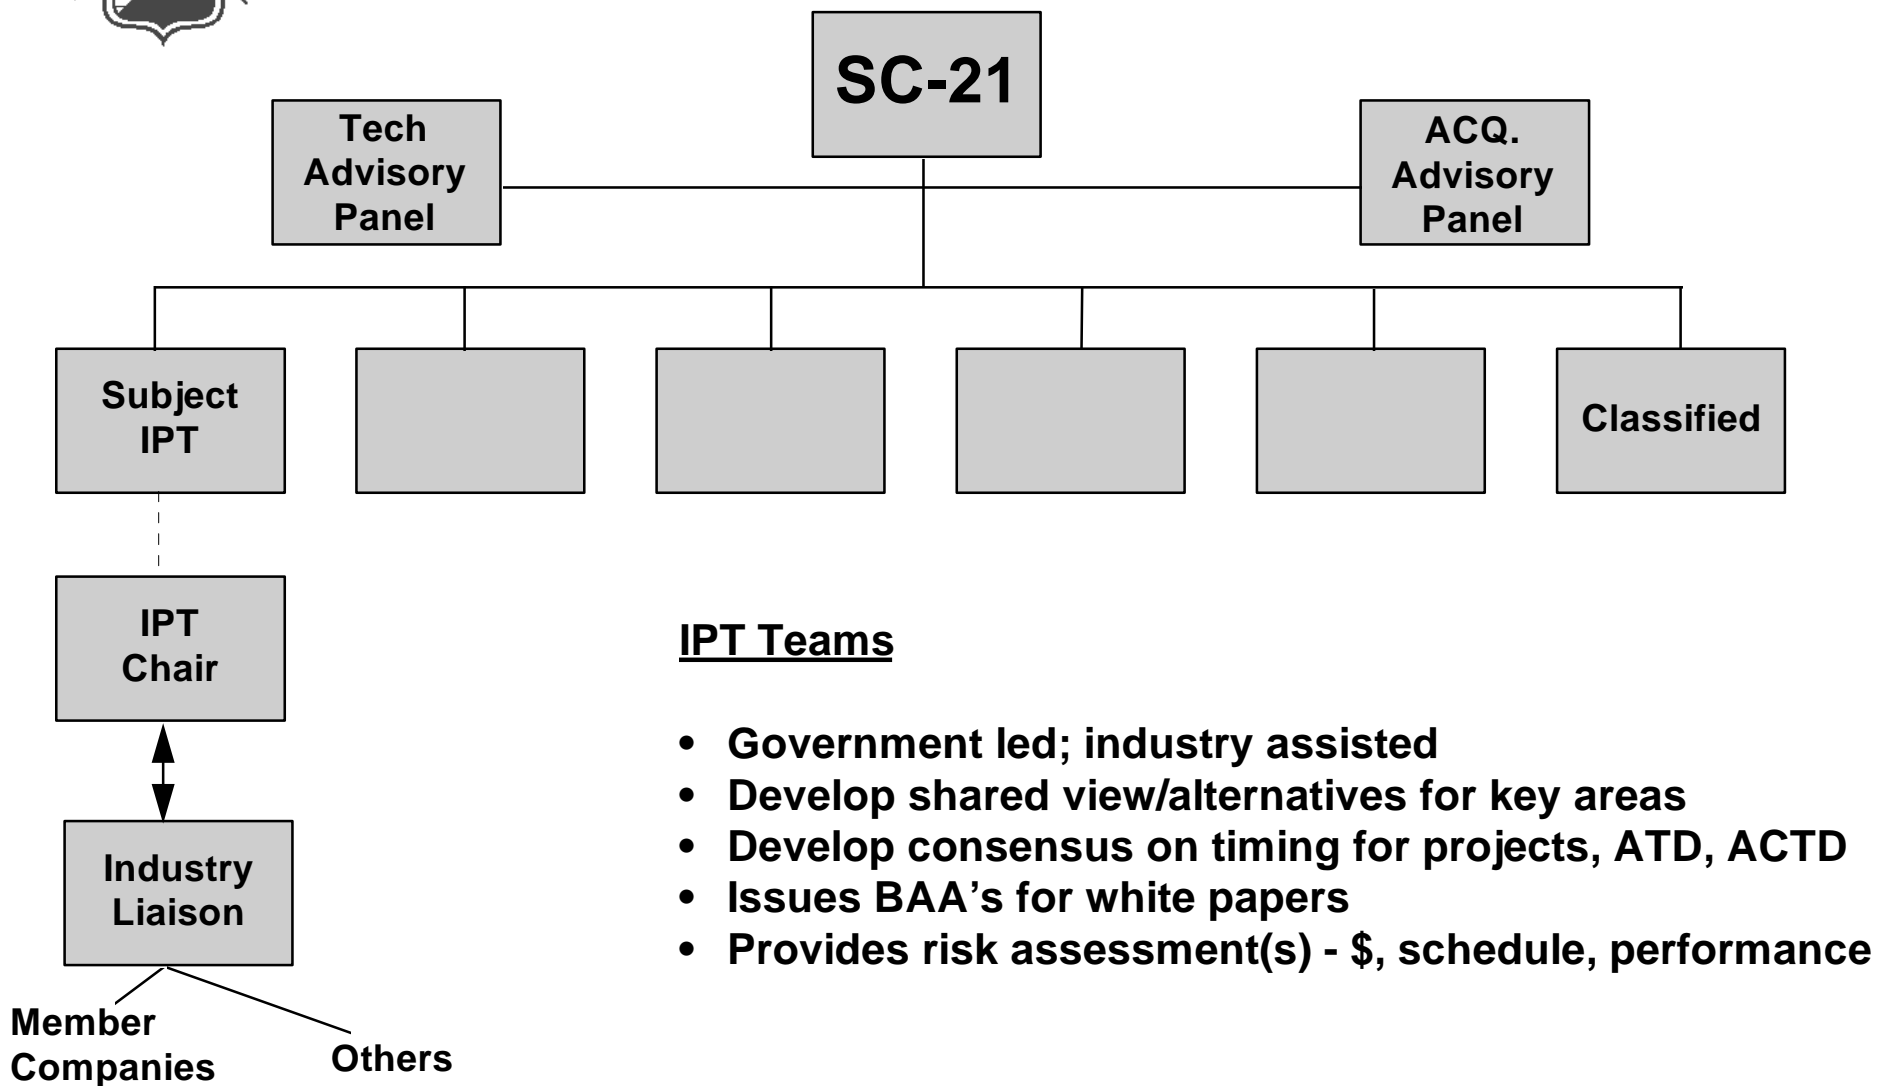 SC-21
Tech
Advisory
Panel
ACQ.
Advisory
Panel
Subject
IPT
Classified
IPT
Chair
Industry
Liaison
Member
Companies
Others
IPT Teams
• Government led; industry assisted
• Develop shared view/alternatives for key areas
• Develop consensus on timing for projects, ATD, ACTD
• Issues BAA’s for white papers
• Provides risk assessment(s) - $, schedule, performance